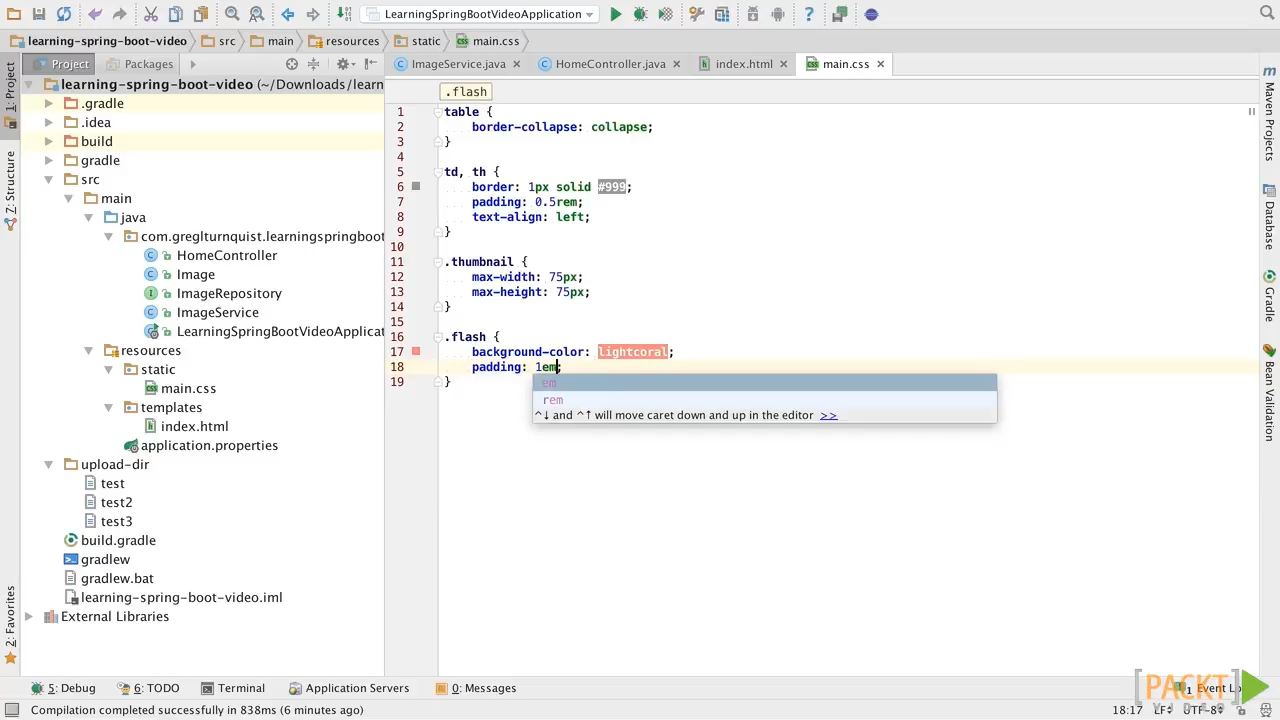 LearningSpringBootVideoApplication
learning-spring-boot-video src main resources static main.css
Project Packages
ImageService.java HomeController.java index.html main.css
1: Project
Z: Structure
2: Favorites
learning-spring-boot-video (~/Downloads/learn
.gradle
.idea
build
gradle
src
main
java
com.greglturnquist.learningspringboot
HomeController
Image
ImageRepository
ImageService
LearningSpringBootVideoApplicat
resources
static
main.css
templates
index.html
application.properties
upload-dir
test
test2
test3
build.gradle
gradlew
gradlew.bat
learning-spring-boot-video.iml
External Libraries
.flash
1 table {
2 border-collapse: collapse;
3 }
4
5 td, th {
6 border: 1px solid #999;
7 padding: 0.5rem;
8 text-align: left;
9 }
10
11 .thumbnail {
12 max-width: 75px;
13 max-height: 75px;
14 }
15
16 .flash {
17 background-color: lightcoral;
18 padding: 1em;
19 }
em
rem
^↓ and ^↑ will move caret down and up in the editor >>
Maven Projects
Database
Gradle
Bean Validation
5: Debug 6: TODO Terminal Application Servers 0: Messages 1 Event Lo
Compilation completed successfully in 838ms (6 minutes ago) 18:17 LF÷ UTF-8÷
[PACKT]
VIDEO